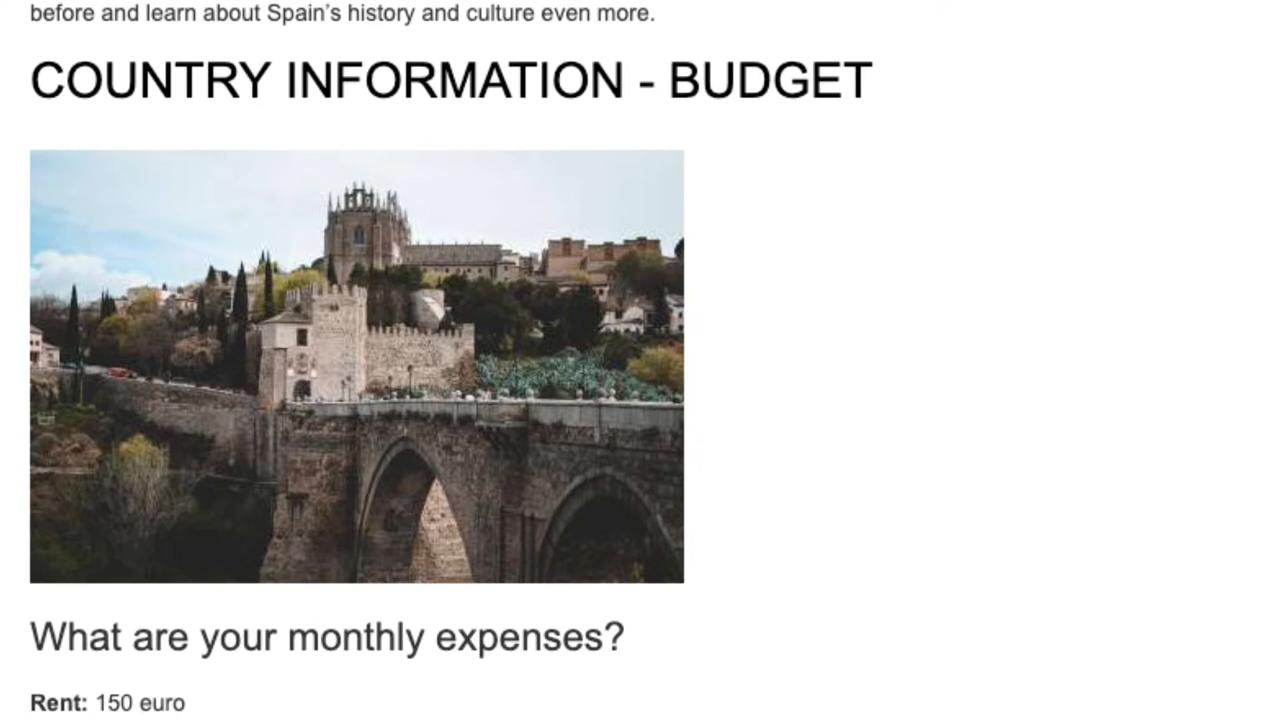 before and learn about Spain’s history and culture even more.
COUNTRY INFORMATION - BUDGET
What are your monthly expenses?
Rent: 150 euro